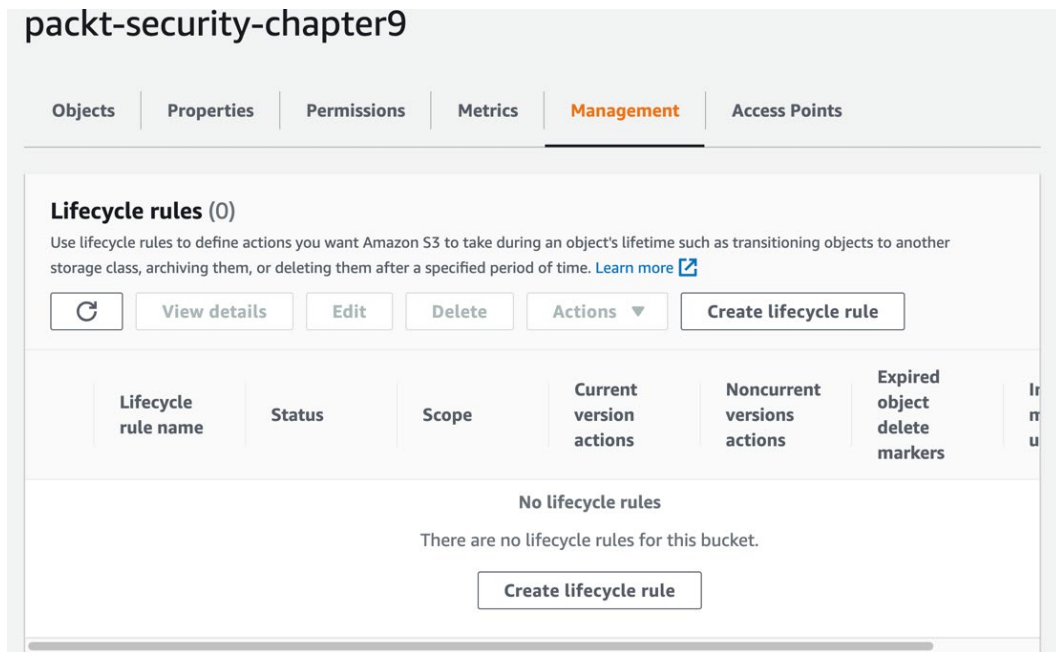 packt-security-chapter9
Objects
Properties
Permissions
Metrics
Management
Access Points
Lifecycle rules (0)
Use lifecycle rules to define actions you want Amazon S3 to take during an object's lifetime such as transitioning objects to another
storage class, archiving them, or deleting them after a specified period of time. Learn more
View details
Edit
Delete
Actions
Create lifecycle rule
Lifecycle
rule name
Status
Scope
Current
version
actions
Noncurrent
versions
actions
Expired
object
delete
markers
No lifecycle rules
There are no lifecycle rules for this bucket.
Create lifecycle rule